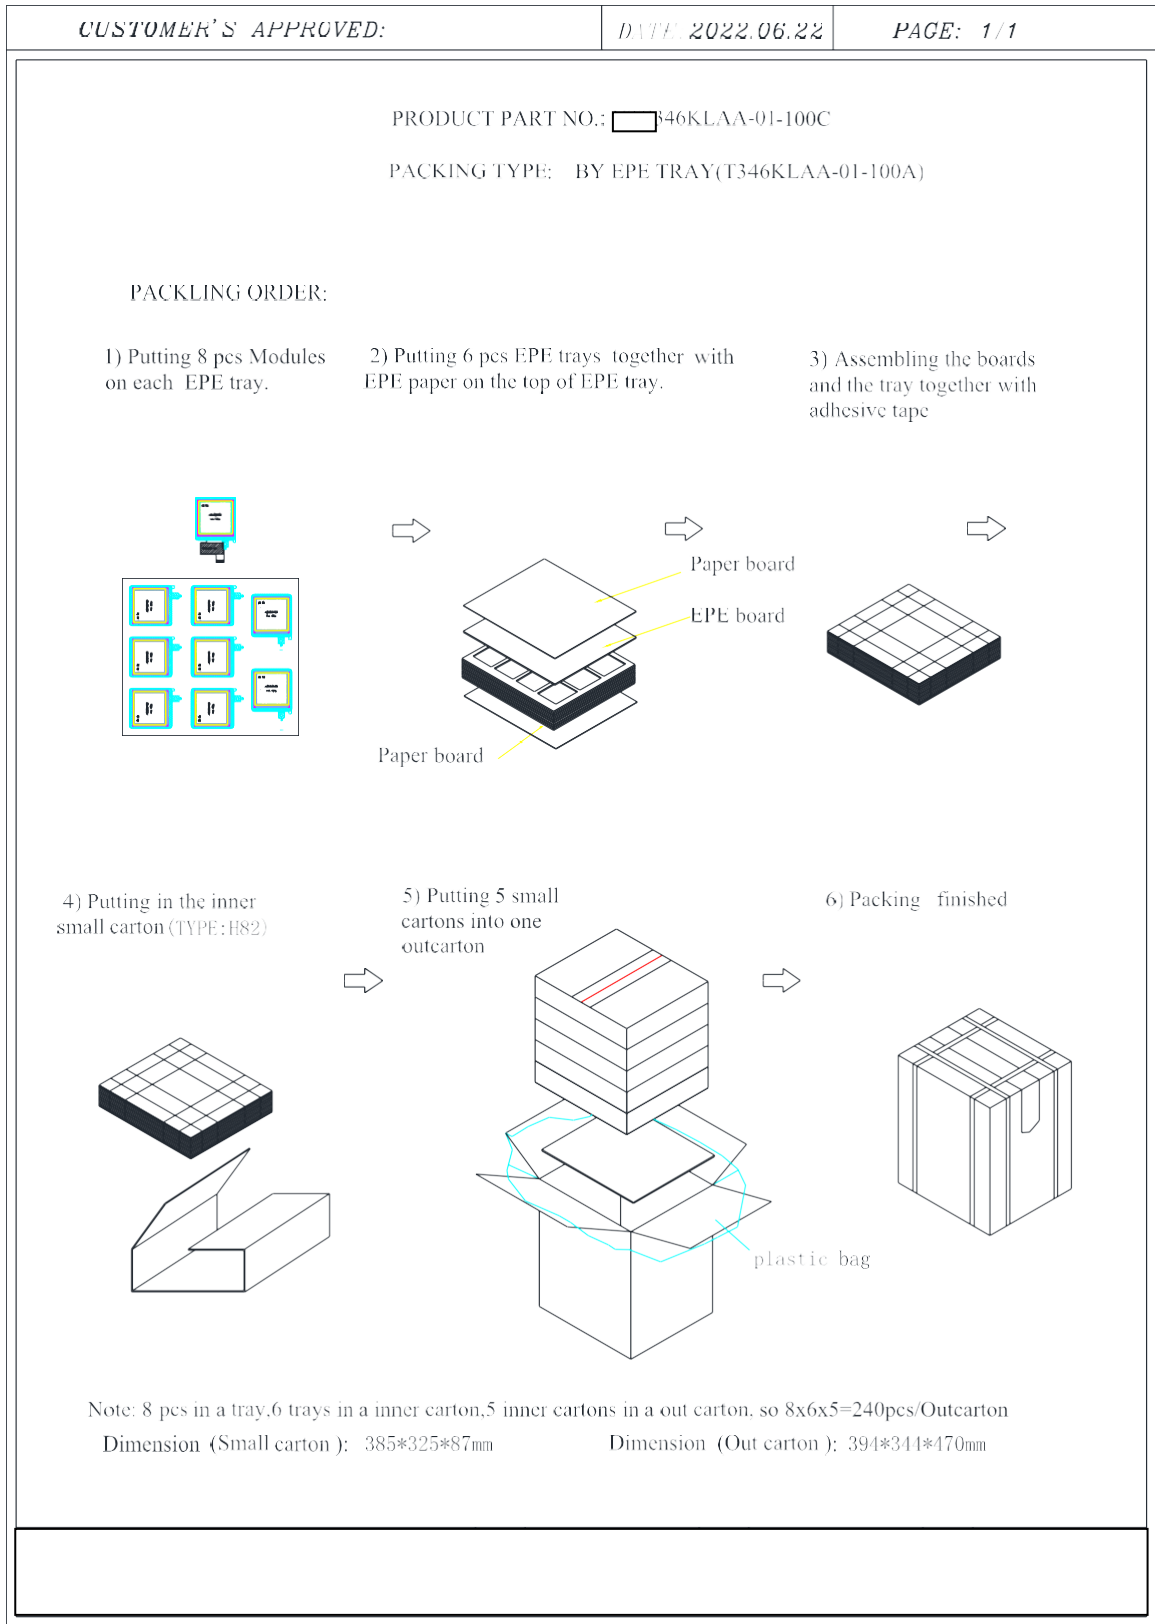 CUSTOMER'S APPROVED:
DATE: 2022.06.22
PAGE: 1/1
PRODUCT PART NO.: 346KLAA-01-100C
PACKING TYPE: BY EPE TRAY(T346KLAA-01-100A)
PACKLING ORDER:
1) Putting 8 pcs Modules
on each EPE tray.
2) Putting 6 pcs EPE trays together with
EPE paper on the top of EPE tray.
3) Assembling the boards
and the tray together with
adhesive tape
Paper board
EPE board
Paper board
4) Putting in the inner
small carton(TYPE:H82)
5) Putting 5 small
cartons into one
outcarton
6) Packing finished
plastic bag
Note: 8 pcs in a tray,6 trays in a inner carton,5 inner cartons in a out carton, so 8x6x5=240pcs/Outcarton
Dimension (Small carton ): 385*325*87mm
Dimension (Out carton ): 394*344*470mm